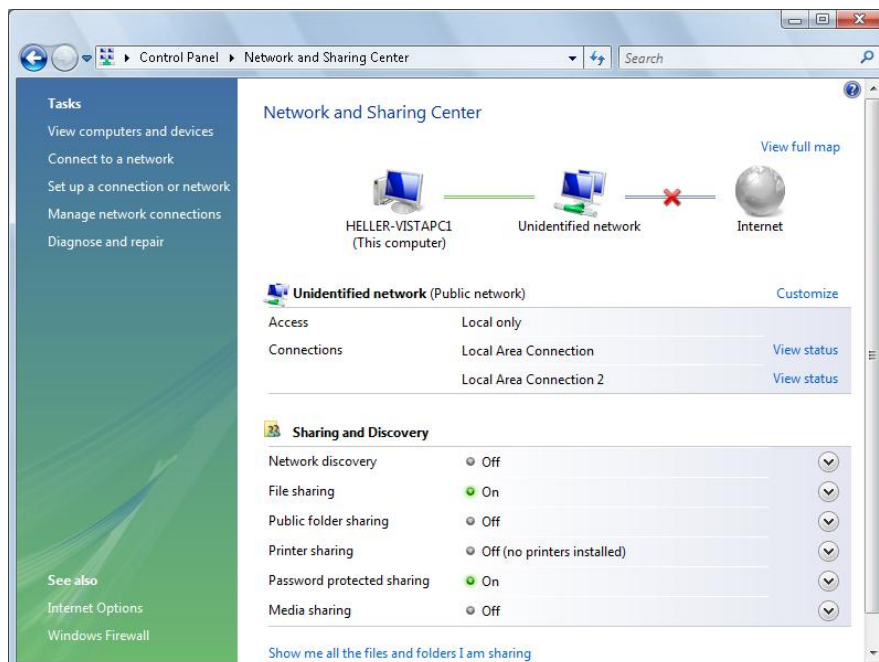 Control Panel ▸ Network and Sharing Center
Search
Tasks
View computers and devices
Connect to a network
Set up a connection or network
Manage network connections
Diagnose and repair
Network and Sharing Center
View full map
HELLER-VISTAPC1
(This computer)
Unidentified network
Internet
Unidentified network (Public network) Customize
Access Local only
Connections Local Area Connection View status
Local Area Connection 2 View status
Sharing and Discovery
Network discovery Off
File sharing On
Public folder sharing Off
Printer sharing Off (no printers installed)
Password protected sharing On
Media sharing Off
Show me all the files and folders I am sharing
See also
Internet Options
Windows Firewall